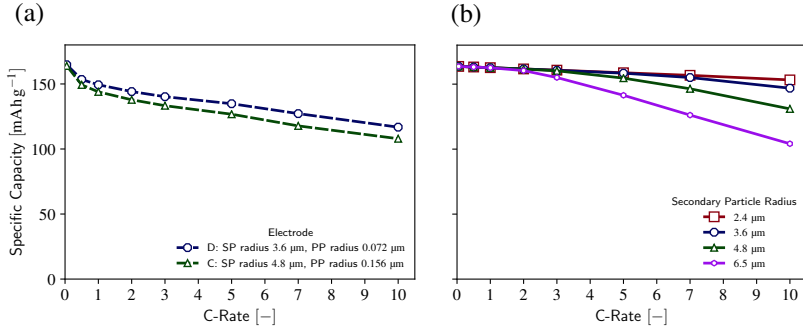 (a)
(b)
150
100
50
0
0
1
2
3
4
5
6
7
8
9
10
Specific Capacity [mAh g⁻¹]
C-Rate [−]
Electrode
D: SP radius 3.6 µm, PP radius 0.072 µm
C: SP radius 4.8 µm, PP radius 0.156 µm
0
1
2
3
4
5
6
7
8
9
10
C-Rate [−]
Secondary Particle Radius
2.4 µm
3.6 µm
4.8 µm
6.5 µm